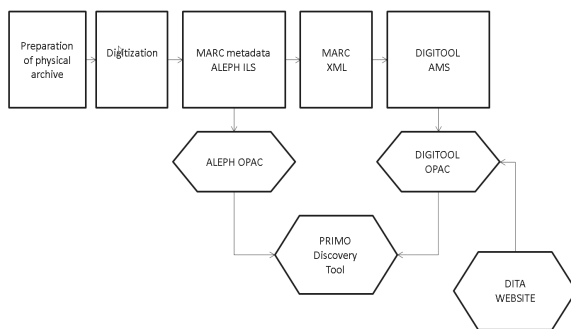 Preparation
of physical
archive
Digitization
MARC metadata
ALEPH ILS
MARC
XML
DIGITOOL
AMS
ALEPH OPAC
DIGITOOL
OPAC
PRIMO
Discovery
Tool
DITA
WEBSITE